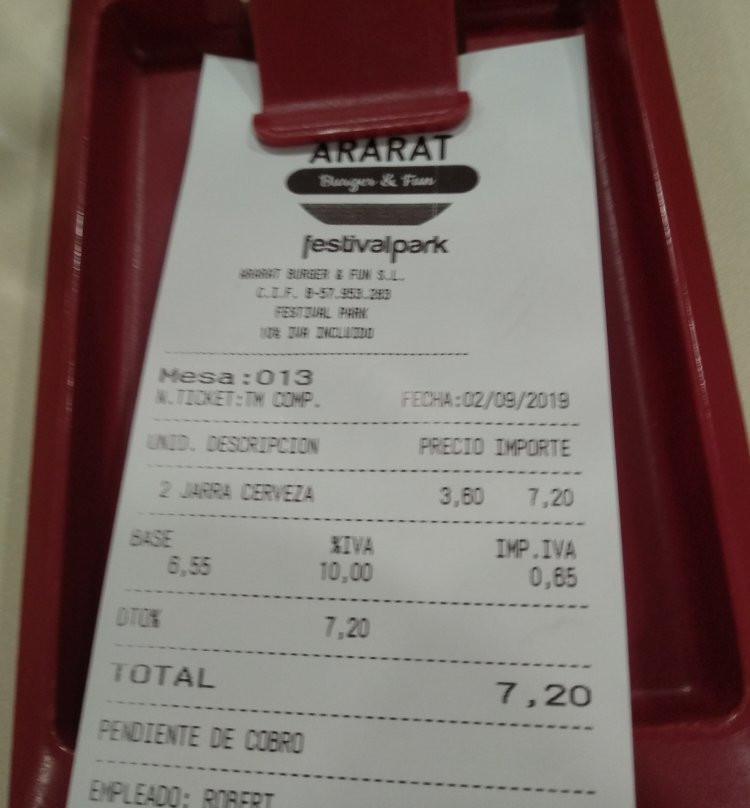 ARARAT
Burger & Fun
festivalpark
ARARAT BURGER & FUN S.L.
C.I.F. B-57.953.283
FESTIVAL PARK
10% IVA INCLUIDO
Mesa:013
N.TICKET:TW COMP. FECHA:02/09/2019
UNID. DESCRIPCION PRECIO IMPORTE
2 JARRA CERVEZA 3,60 7,20
BASE %IVA IMP.IVA
6,55 10,00 0,65
DTO% 7,20
TOTAL 7,20
PENDIENTE DE COBRO
EMPLEADO: ROBERT